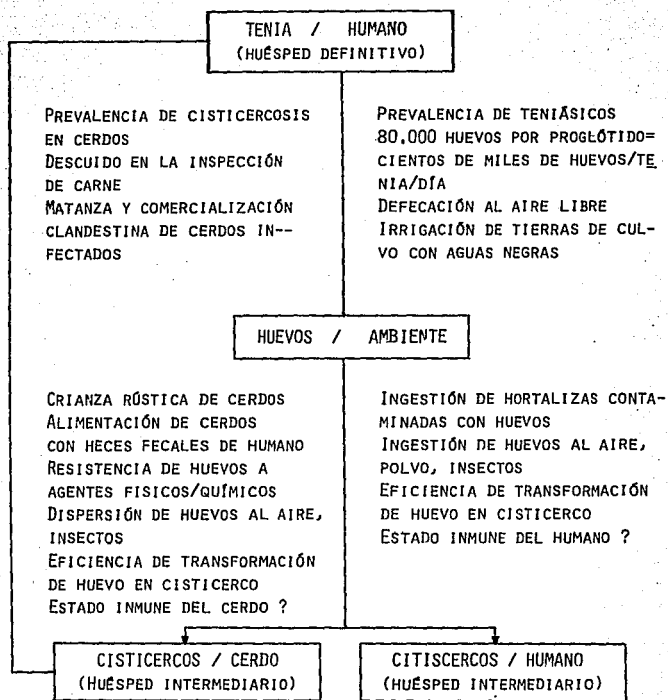 TENIA / HUMANO
(HUÉSPED DEFINITIVO)
PREVALENCIA DE CISTICERCOSIS
EN CERDOS
DESCUIDO EN LA INSPECCIÓN
DE CARNE
MATANZA Y COMERCIALIZACIÓN
CLANDESTINA DE CERDOS IN--
FECTADOS
PREVALENCIA DE TENIÁSICOS
80,000 HUEVOS POR PROGLÓTIDO=
CIENTOS DE MILES DE HUEVOS/TE
NIA/DÍA
DEFECACIÓN AL AIRE LIBRE
IRRIGACIÓN DE TIERRAS DE CUL-
VO CON AGUAS NEGRAS
HUEVOS / AMBIENTE
CRIANZA RÚSTICA DE CERDOS
ALIMENTACIÓN DE CERDOS
CON HECES FECALES DE HUMANO
RESISTENCIA DE HUEVOS A
AGENTES FISICOS/QUÍMICOS
DISPERSIÓN DE HUEVOS AL AIRE,
INSECTOS
EFICIENCIA DE TRANSFORMACIÓN
DE HUEVO EN CISTICERCO
ESTADO INMUNE DEL CERDO ?
INGESTIÓN DE HORTALIZAS CONTA-
MINADAS CON HUEVOS
INGESTIÓN DE HUEVOS AL AIRE,
POLVO, INSECTOS
EFICIENCIA DE TRANSFORMACIÓN
DE HUEVO EN CISTICERCO
ESTADO INMUNE DEL HUMANO ?
CISTICERCOS / CERDO
(HUÉSPED INTERMEDIARIO)
CITISCERCOS / HUMANO
(HUÉSPED INTERMEDIARIO)